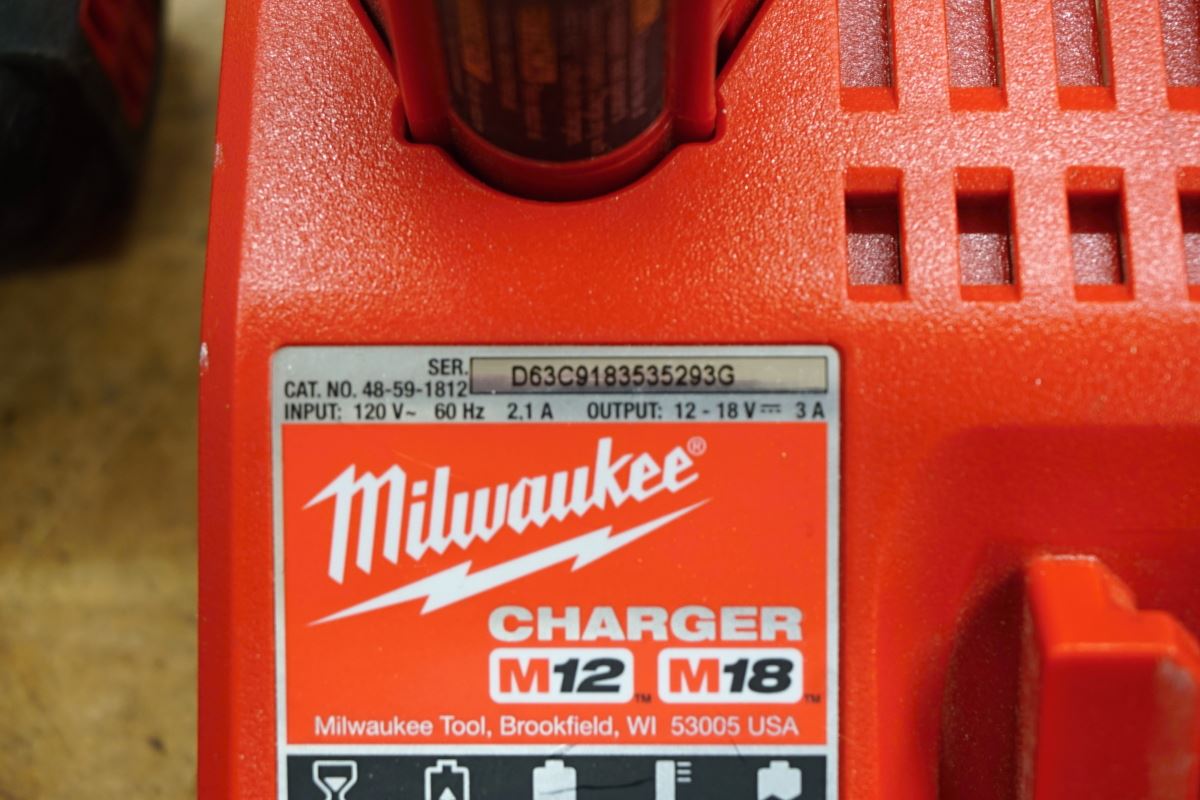 SER. D63C9183535293G
CAT. NO. 48-59-1812
INPUT: 120 V~ 60 Hz 2,1 A OUTPUT: 12 - 18 V⎓ 3 A
Milwaukee®
CHARGER
M12™ M18™
Milwaukee Tool, Brookfield, WI 53005 USA